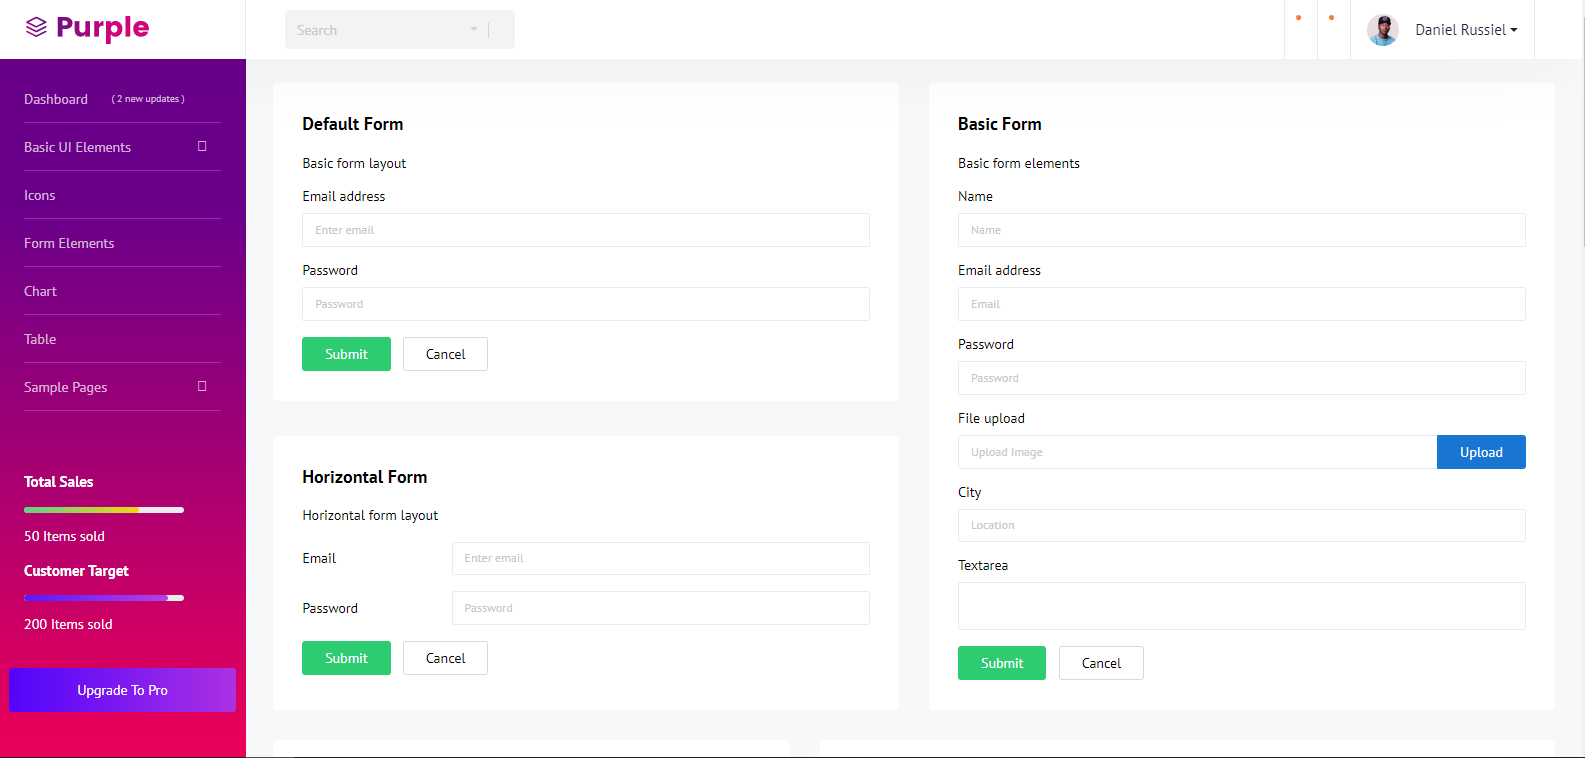 Purple
Search
Daniel Russiel
Dashboard ( 2 new updates )
Basic UI Elements
Icons
Form Elements
Chart
Table
Sample Pages
Total Sales
50 Items sold
Customer Target
200 Items sold
Upgrade To Pro
Default Form
Basic form layout
Email address
Enter email
Password
Password
Submit Cancel
Horizontal Form
Horizontal form layout
Email Enter email
Password Password
Submit Cancel
Basic Form
Basic form elements
Name
Name
Email address
Email
Password
Password
File upload
Upload Image Upload
City
Location
Textarea
Submit Cancel